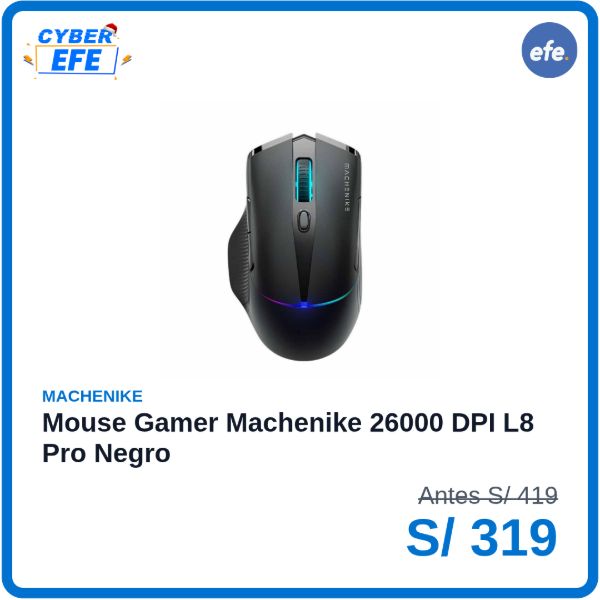 CYBER
EFE
efe.
MACHENIKE
MACHENIKE
Mouse Gamer Machenike 26000 DPI L8
Pro Negro
Antes S/ 419
S/ 319